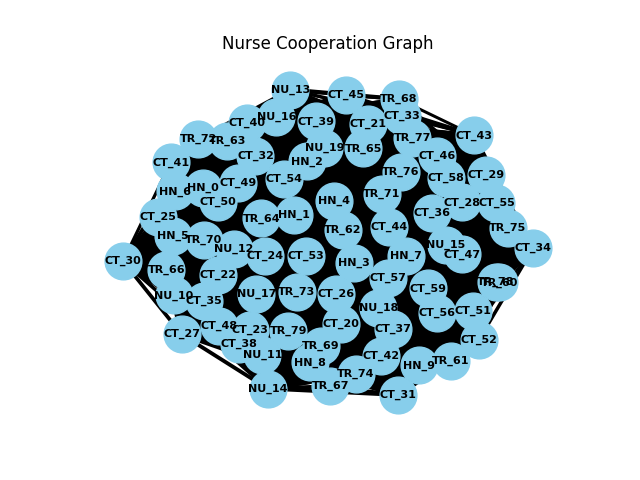 Nurse Cooperation Graph
NU_13
CT_45
TR_68
CT_33
NU_16
CT_40
CT_39
CT_21
CT_43
TR_72
TR_63
TR_77
NU_19
TR_65
CT_41
CT_32
HN_2
CT_46
TR_76
CT_29
CT_58
HN_6
HN_0
CT_49
CT_54
TR_71
CT_50
HN_4
CT_28
CT_55
CT_25
TR_64
HN_1
CT_36
TR_62
CT_44
TR_75
HN_5
TR_70
NU_12
NU_15
CT_34
CT_30
CT_24
CT_53
HN_3
HN_7
CT_47
TR_66
CT_22
CT_57
TR_78
NU_10
CT_35
NU_17
TR_73
CT_26
CT_59
NU_18
CT_56
CT_51
CT_27
CT_48
CT_23
TR_79
CT_20
CT_37
CT_38
NU_11
TR_69
CT_52
HN_8
CT_42
HN_9
TR_61
TR_74
NU_14
TR_67
CT_31